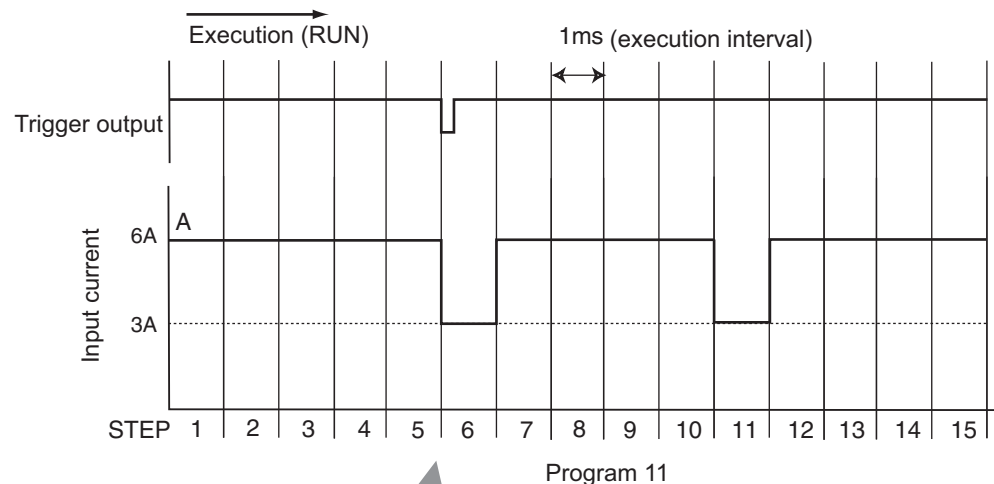 Execution (RUN)
1ms (execution interval)
Trigger output
A
6A
Input current
3A
STEP 1 2 3 4 5 6 7 8 9 10 11 12 13 14 15
Program 11